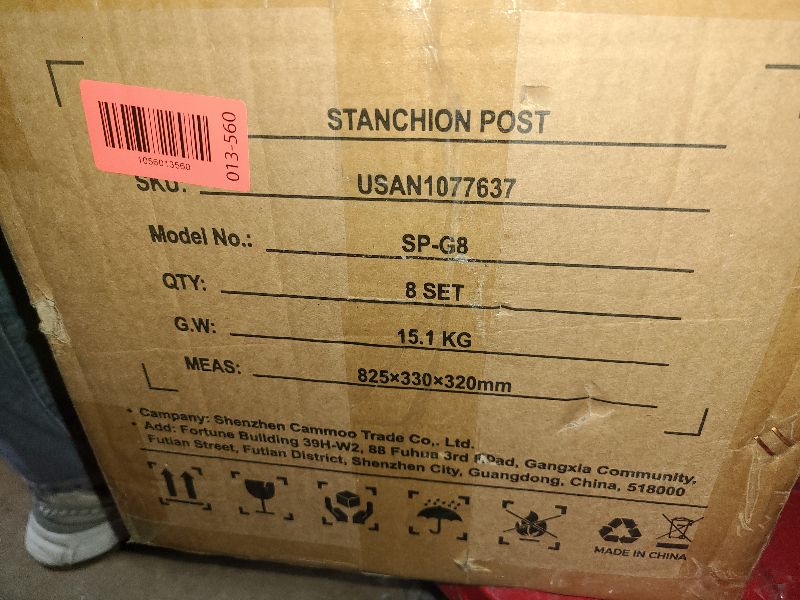 STANCHION POST
1056013560
013-560
SKU: USAN1077637
Model No.: SP-G8
QTY: 8 SET
G.W: 15.1 KG
MEAS: 825×330×320mm
• Campany: Shenzhen Cammoo Trade Co., Ltd.
• Add: Fortune Building 39H-W2, 88 Fuhua 3rd Road, Gangxia Community,
Futian Street, Futian District, Shenzhen City, Guangdong, China, 518000
MADE IN CHINA